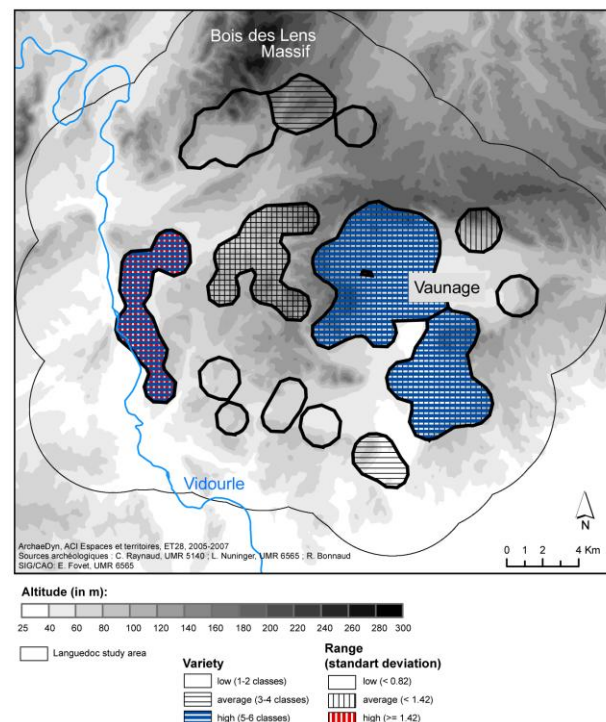 Bois des Lens
Massif
Vaunage
Vidourle
N
0 1 2 4 Km
ArchaeDyn, ACI Espaces et territoires, ET28, 2005-2007
Sources archéologiques : C. Raynaud, UMR 5140 ; L. Nuninger, UMR 6565 ; R. Bonnaud
SIG/CAO: E. Fovet, UMR 6565
Altitude (in m):
25 40 60 80 100 120 140 160 180 200 220 240 260 280 300
Languedoc study area
Variety
low (1-2 classes)
average (3-4 classes)
high (5-6 classes)
Range
(standart deviation)
low (< 0.82)
average (< 1.42)
high (>= 1.42)